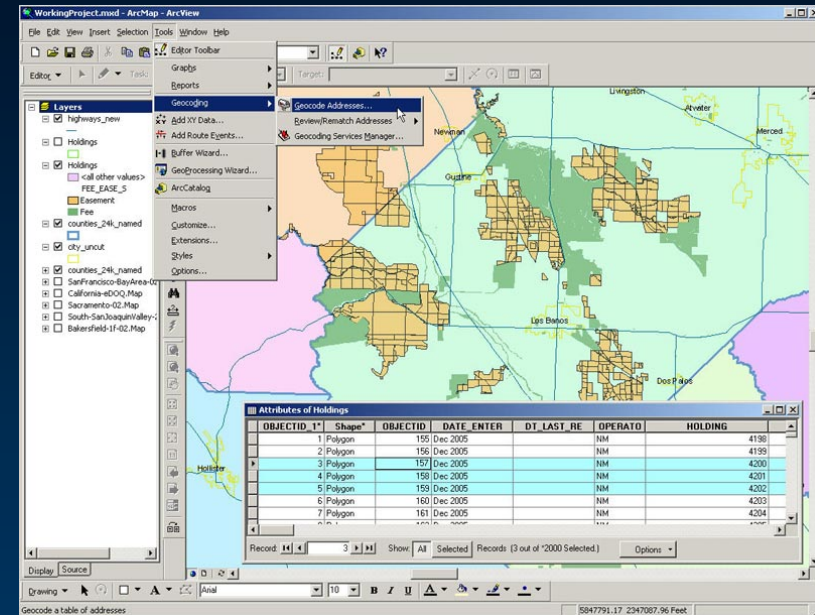 WorkingProject.mxd - ArcMap - ArcView
File Edit View Insert Selection Tools Window Help
Editor Task: Target:
Editor Toolbar
Graphs
Reports
Geocoding
Add XY Data...
Add Route Events...
Buffer Wizard...
GeoProcessing Wizard...
ArcCatalog
Macros
Customize...
Extensions...
Styles
Options...
Geocode Addresses...
Review/Rematch Addresses
Geocoding Services Manager...
Layers
highways_new
Holdings
Holdings
<all other values>
FEE_EASE_S
Easement
Fee
counties_24k_named
city_uncut
counties_24k_named
SanFrancisco-BayArea-02
California-eDOQ.Map
Sacramento-02.Map
South-SanJoaquinValley-2
Bakersfield-1f-02.Map
Livingston
Atwater
Merced
Newman
Gustine
Los Banos
Dos Palos
Hollister
Attributes of Holdings
OBJECTID_1* Shape* OBJECTID DATE_ENTER DT_LAST_RE OPERATO HOLDING
1 Polygon 155 Dec 2005 NM 4198
2 Polygon 156 Dec 2005 NM 4199
3 Polygon 157 Dec 2005 NM 4200
4 Polygon 158 Dec 2005 NM 4201
5 Polygon 159 Dec 2005 NM 4202
6 Polygon 160 Dec 2005 NM 4203
7 Polygon 161 Dec 2005 NM 4204
Record: 3 Show: All Selected Records (3 out of *2000 Selected.) Options
Display Source
Drawing A Arial 10 B I U A
Geocode a table of addresses
5847791.17 2347087.96 Feet